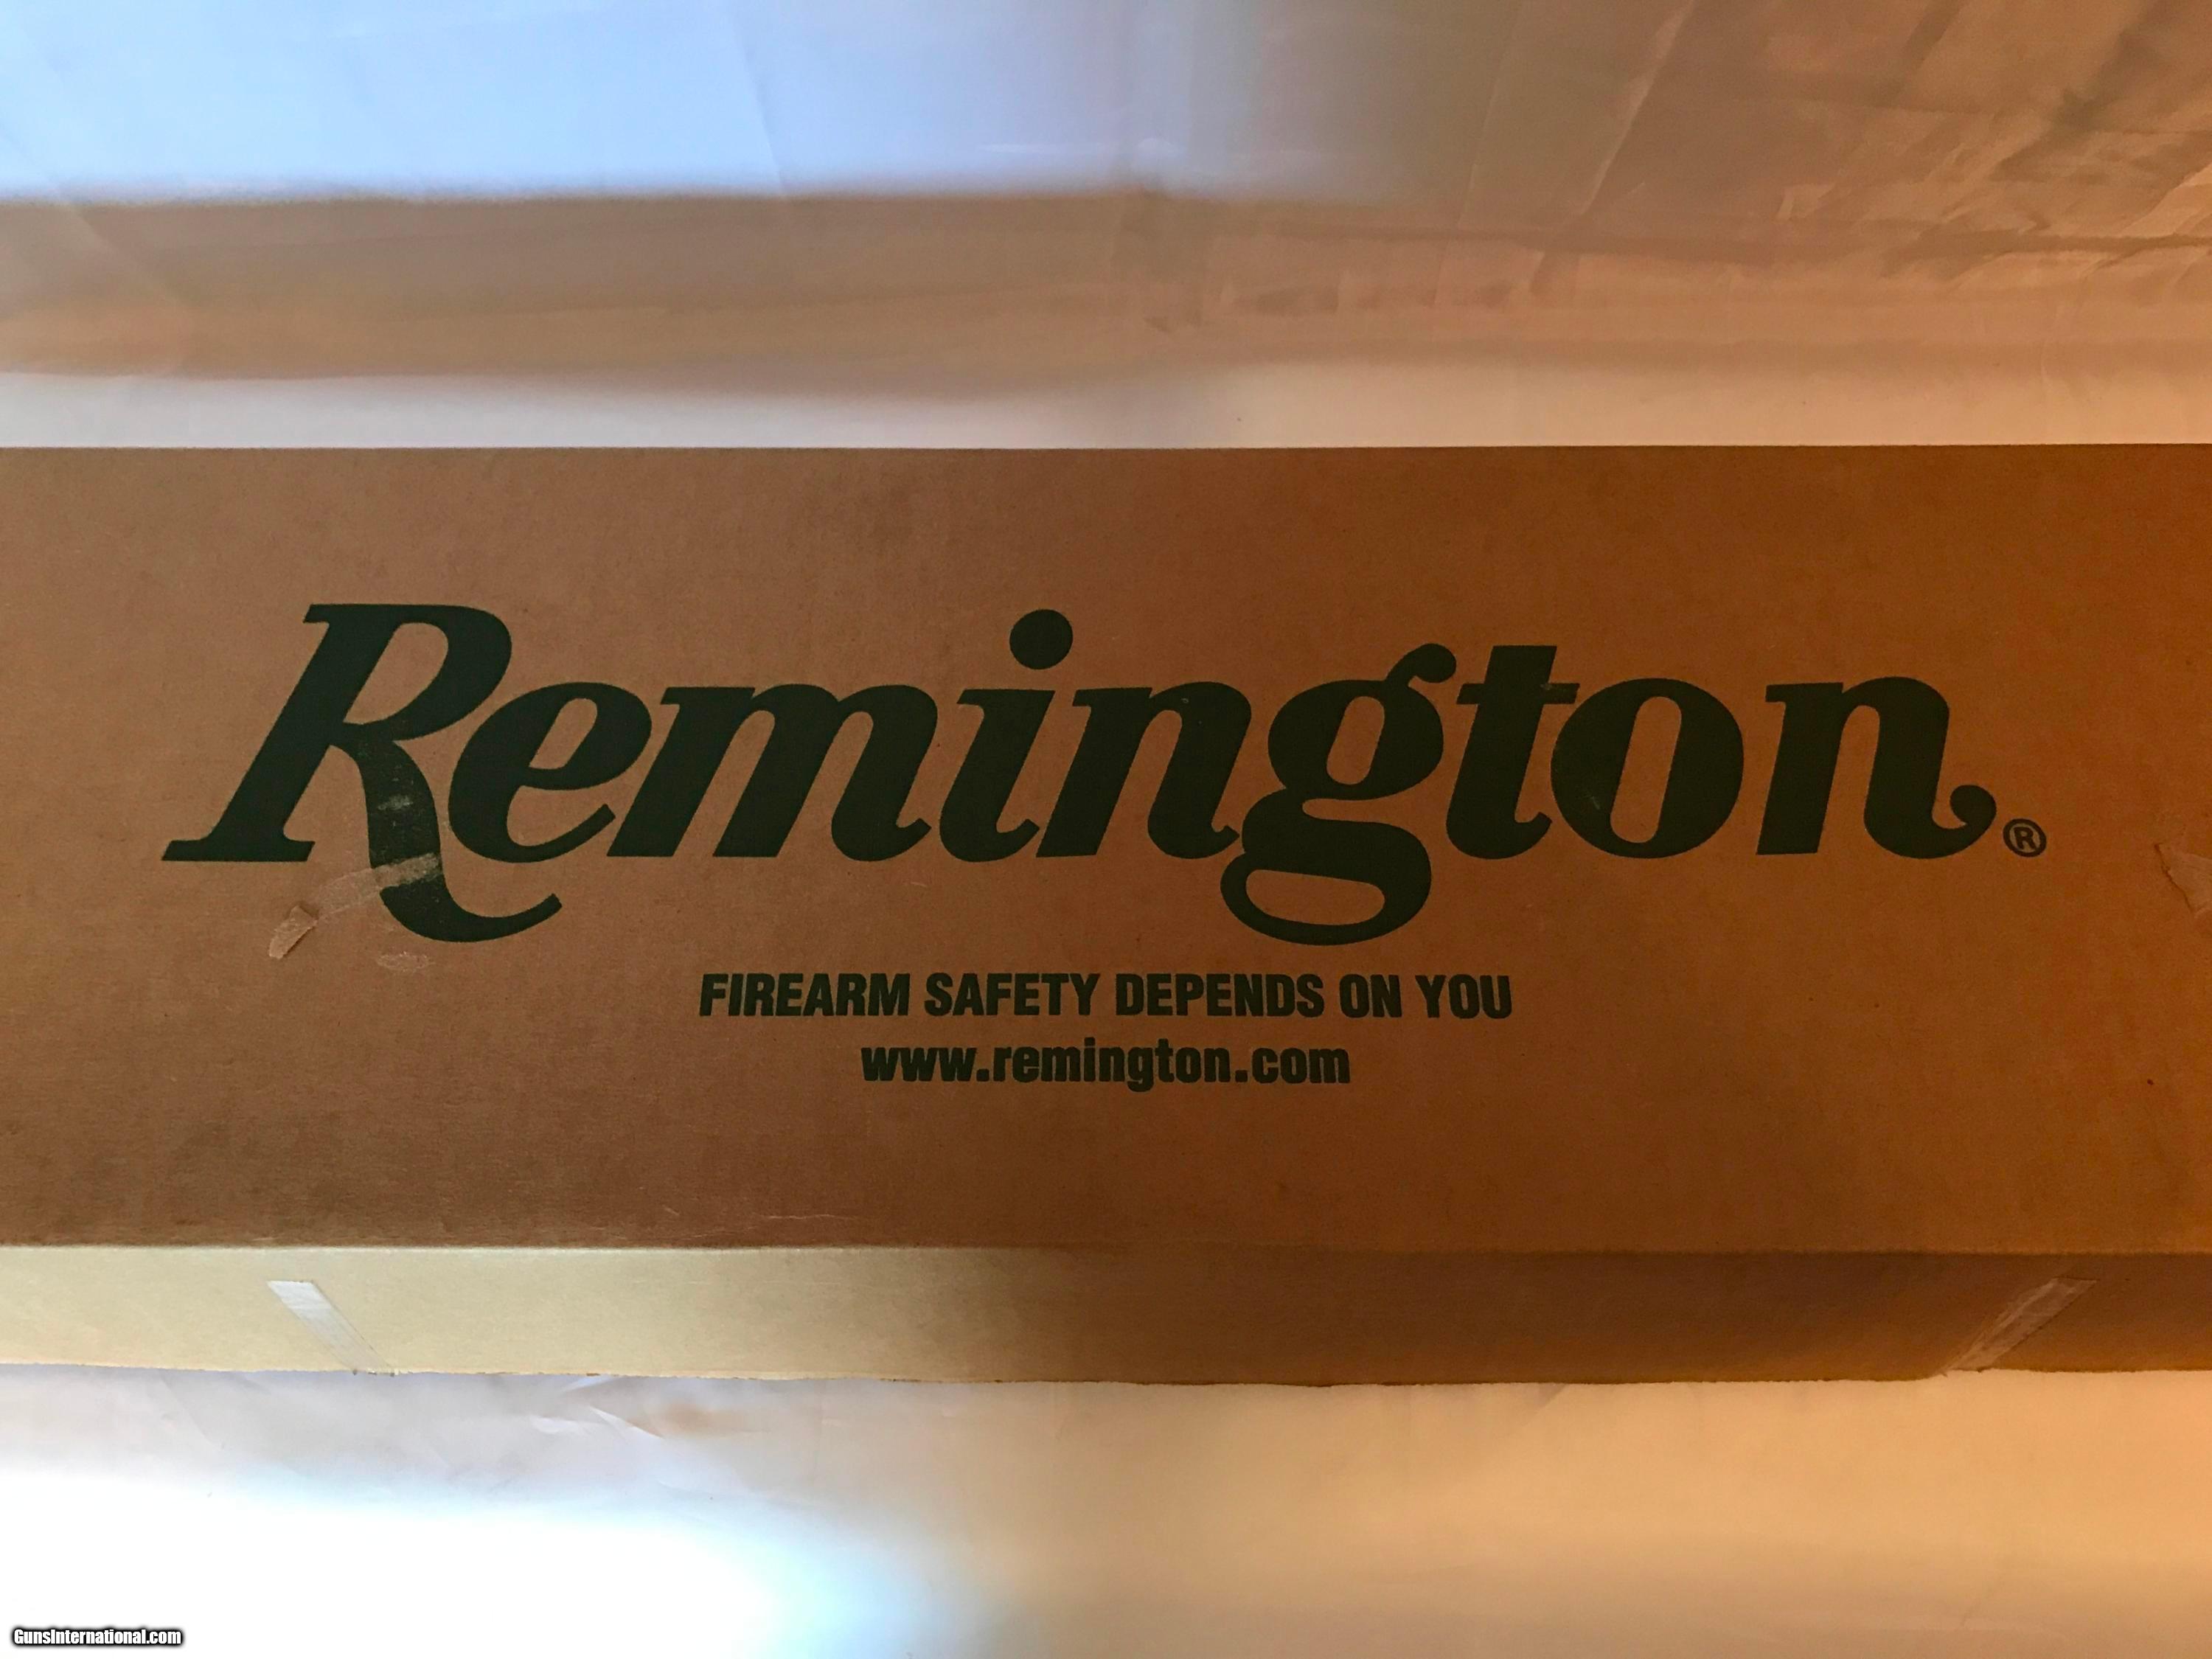 Remington®
FIREARM SAFETY DEPENDS ON YOU
www.remington.com
GunsInternational.com